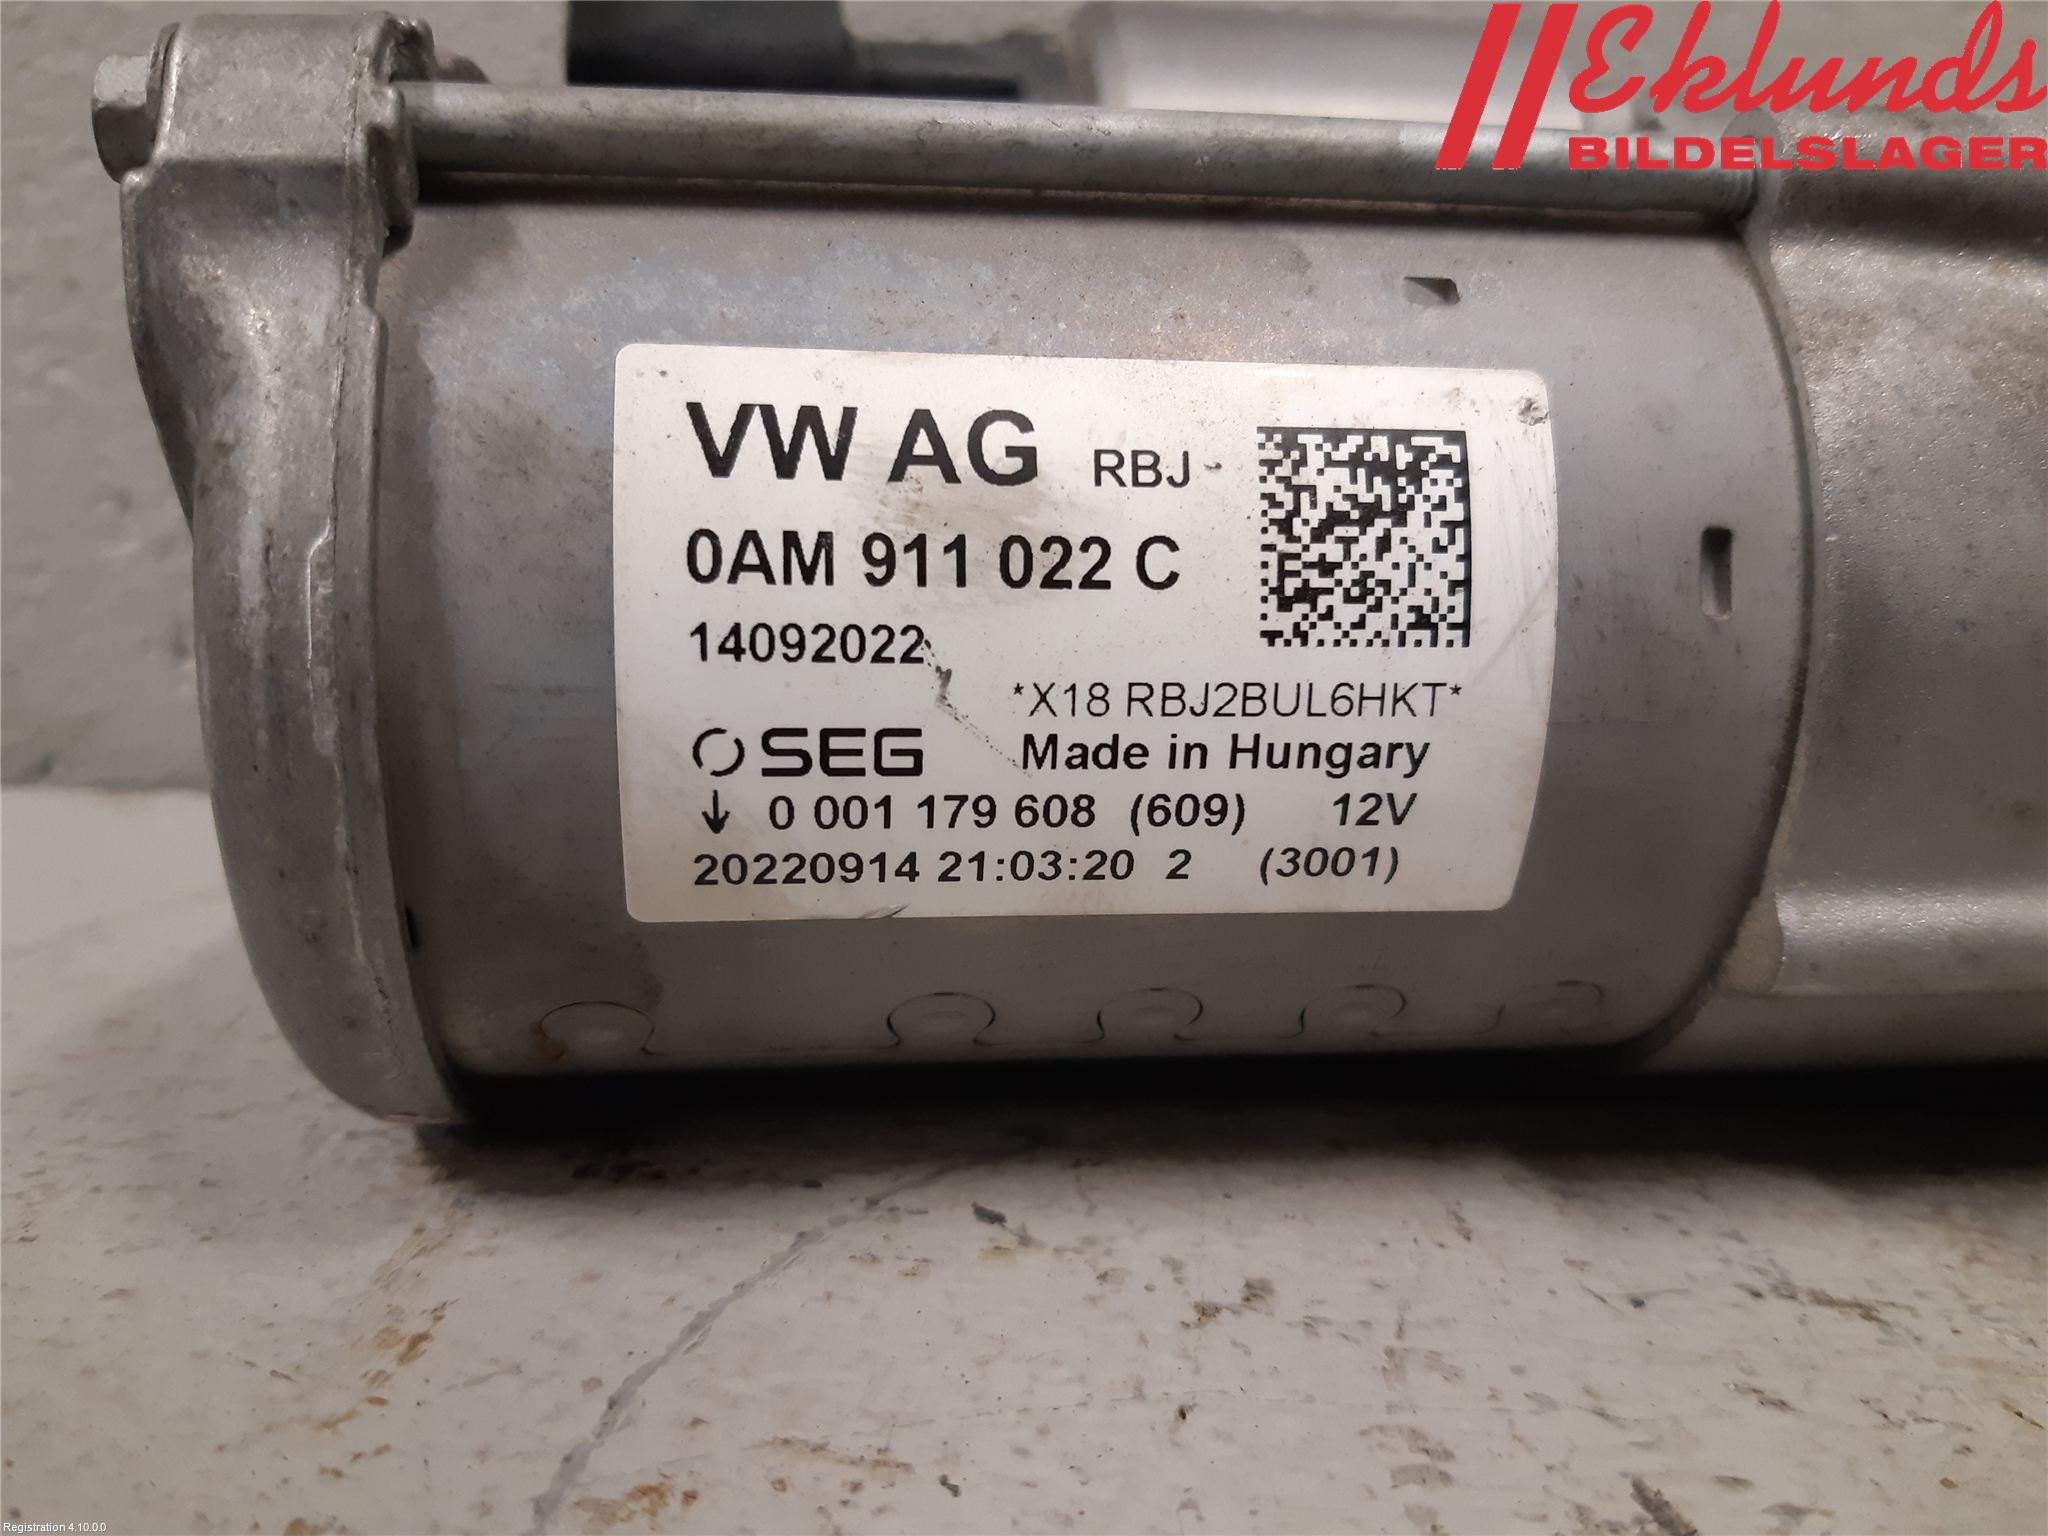 Eklunds
BILDELSLAGER
VW AG RBJ
0AM 911 022 C
14092022
*X18 RBJ2BUL6HKT*
SEG Made in Hungary
↓ 0 001 179 608 (609) 12V
20220914 21:03:20 2 (3001)
Registration 4.10.0.0